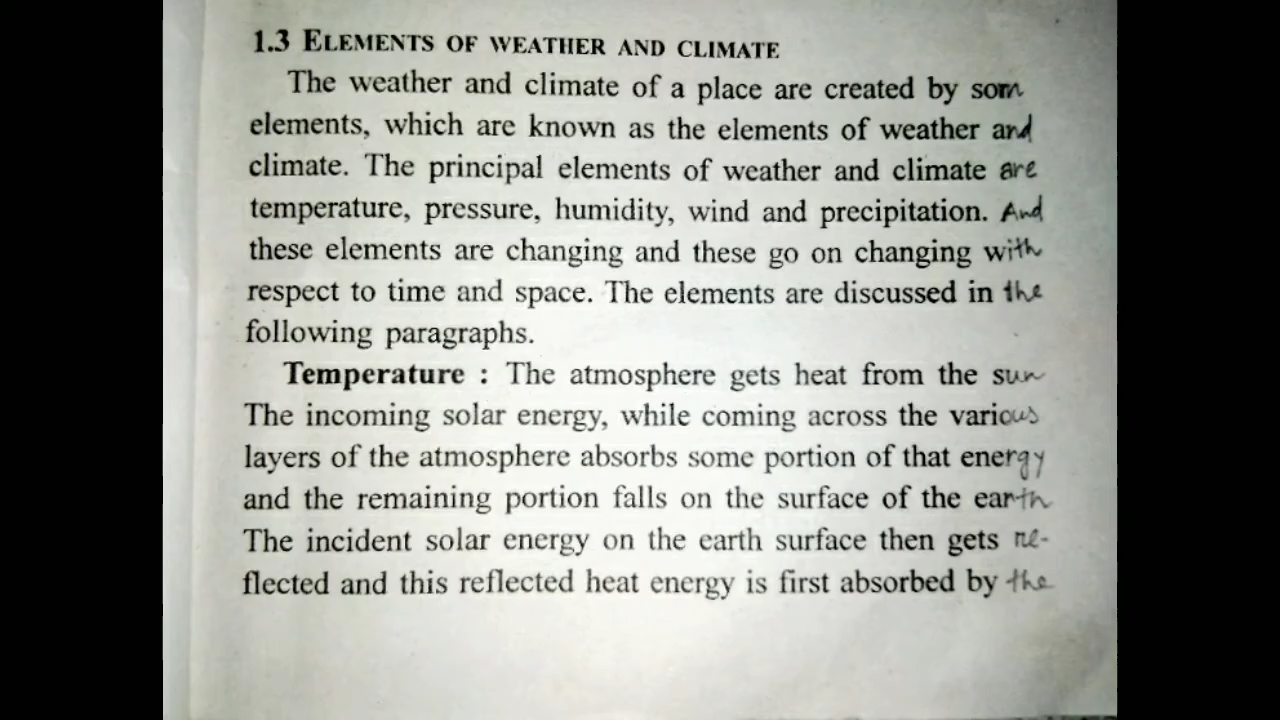 1.3 ELEMENTS OF WEATHER AND CLIMATE
The weather and climate of a place are created by som
elements, which are known as the elements of weather and
climate. The principal elements of weather and climate are
temperature, pressure, humidity, wind and precipitation. And
these elements are changing and these go on changing with
respect to time and space. The elements are discussed in the
following paragraphs.
Temperature : The atmosphere gets heat from the sun
The incoming solar energy, while coming across the various
layers of the atmosphere absorbs some portion of that energy
and the remaining portion falls on the surface of the earth
The incident solar energy on the earth surface then gets re-
flected and this reflected heat energy is first absorbed by the